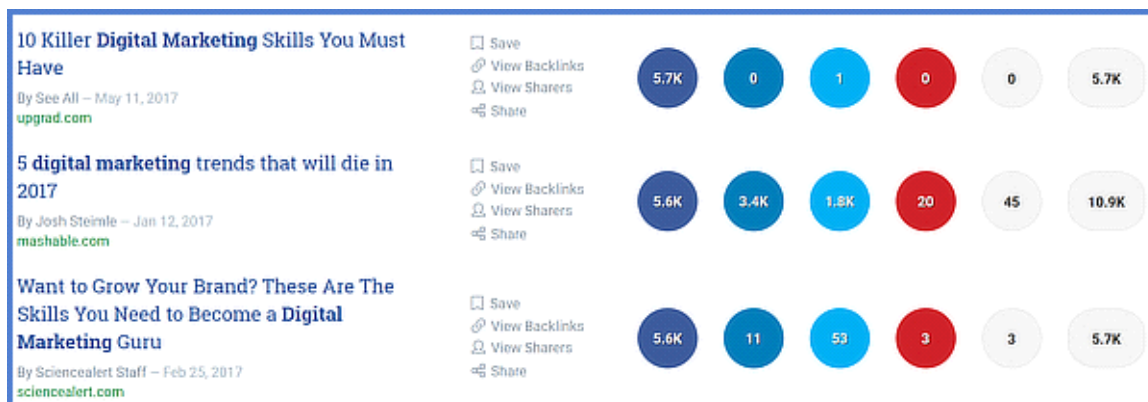 10 Killer Digital Marketing Skills You Must
Have
By See All – May 11, 2017
upgrad.com
Save
View Backlinks
View Sharers
Share
5.7K
0
1
0
0
5.7K
5 digital marketing trends that will die in
2017
By Josh Steimle – Jan 12, 2017
mashable.com
Save
View Backlinks
View Sharers
Share
5.6K
3.4K
1.8K
20
45
10.9K
Want to Grow Your Brand? These Are The
Skills You Need to Become a Digital
Marketing Guru
By Sciencealert Staff – Feb 25, 2017
sciencealert.com
Save
View Backlinks
View Sharers
Share
5.6K
11
53
3
3
5.7K